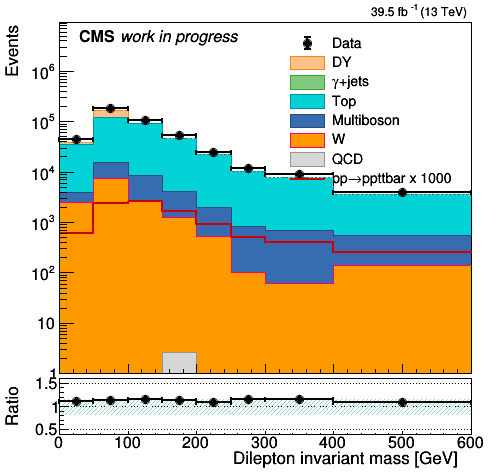 39.5 fb⁻¹ (13 TeV)
CMS work in progress
Events
Data
DY
γ+jets
Top
Multiboson
W
QCD
pp→ppttbar x 1000
10⁶
10⁵
10⁴
10³
10²
10
1
Ratio
1.5
1
0.5
0 100 200 300 400 500 600
Dilepton invariant mass [GeV]